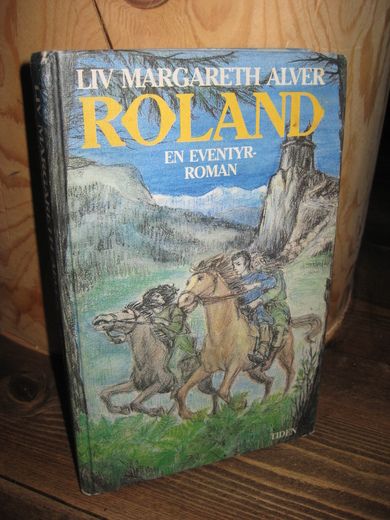 LIV MARGARETH ALVER
ROLAND
EN EVENTYR-
ROMAN
TIDEN